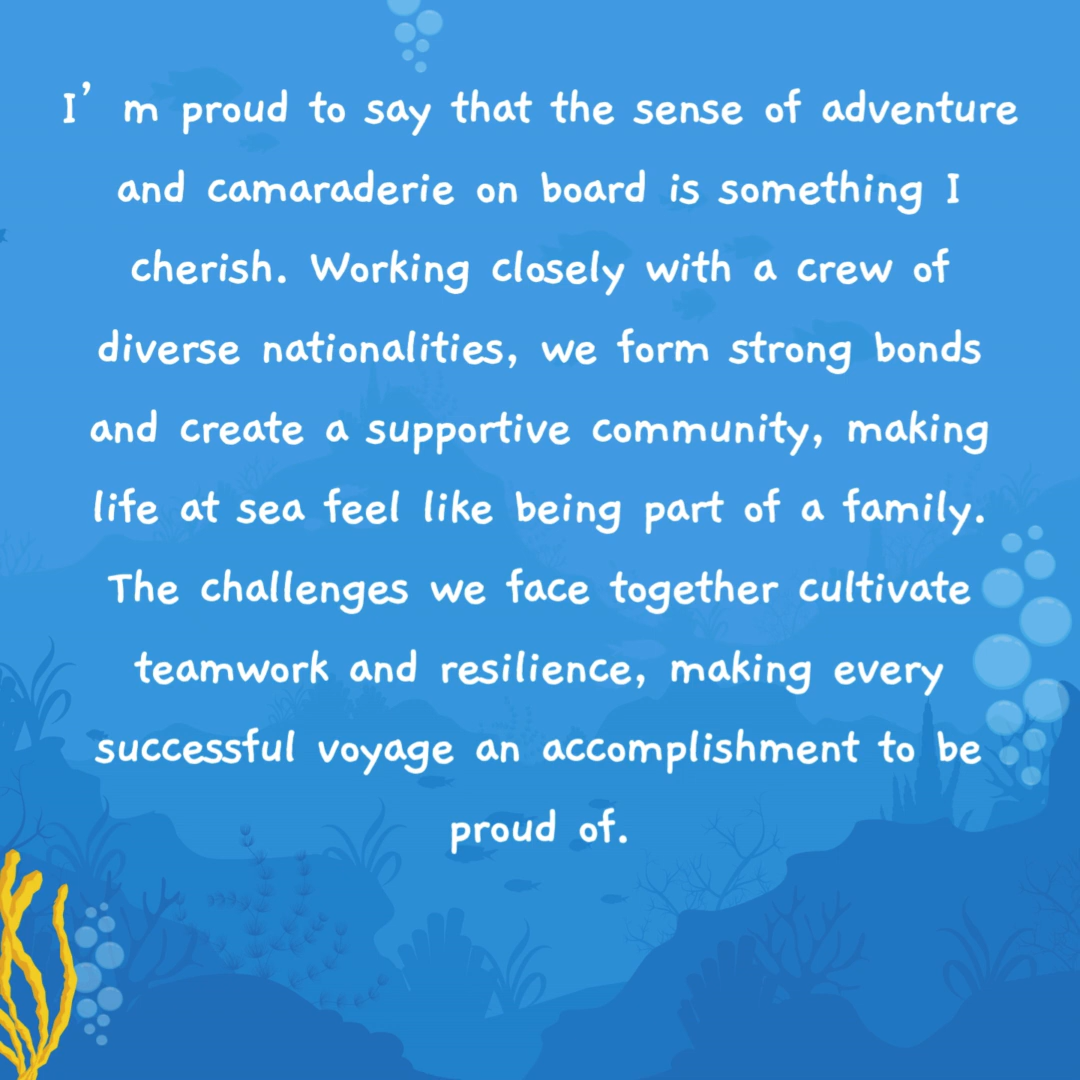 I’ m proud to say that the sense of adventure
and camaraderie on board is something I
cherish. Working closely with a crew of
diverse nationalities, we form strong bonds
and create a supportive community, making
life at sea feel like being part of a family.
The challenges we face together cultivate
teamwork and resilience, making every
successful voyage an accomplishment to be
proud of.